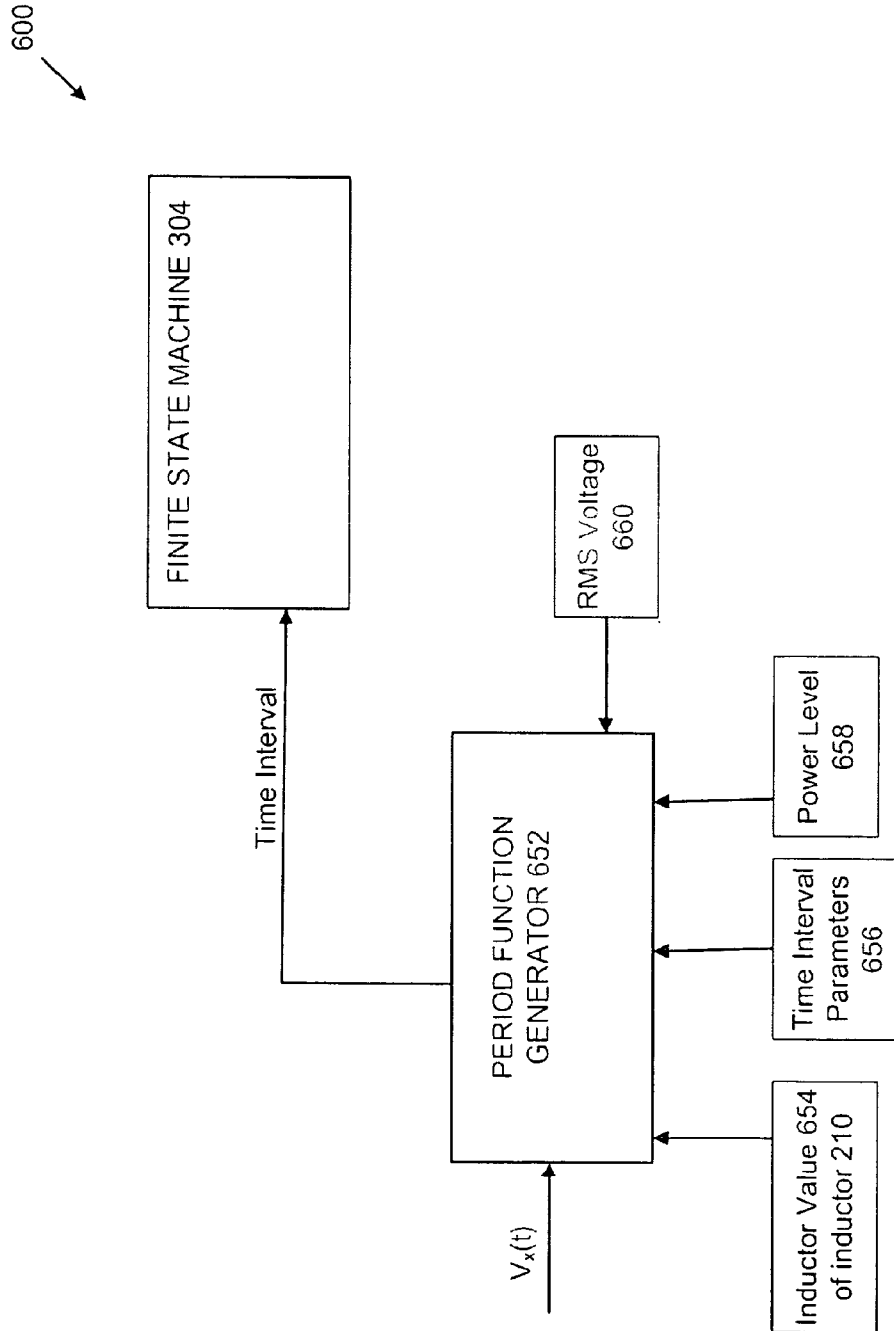 600
FINITE STATE MACHINE 304
Time Interval
RMS Voltage
660
PERIOD FUNCTION
GENERATOR 652
Vₓ(t)
Inductor Value 654
of inductor 210
Time Interval
Parameters
656
Power Level
658